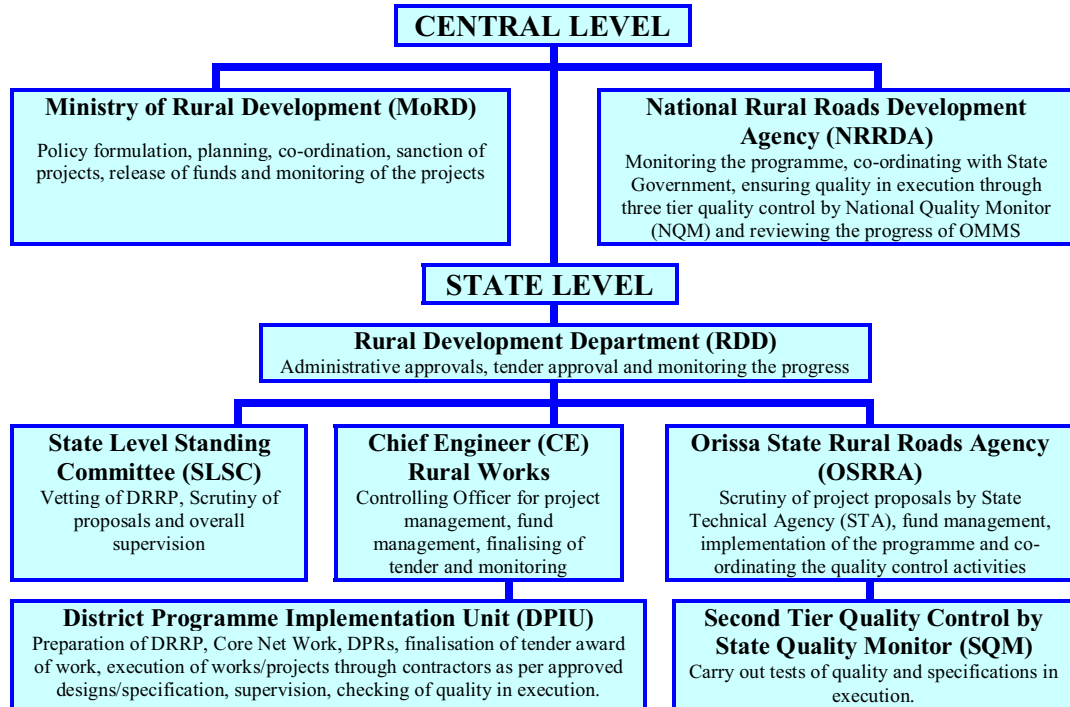 CENTRAL LEVEL
Ministry of Rural Development (MoRD)
Policy formulation, planning, co-ordination, sanction of
projects, release of funds and monitoring of the projects
National Rural Roads Development
Agency (NRRDA)
Monitoring the programme, co-ordinating with State
Government, ensuring quality in execution through
three tier quality control by National Quality Monitor
(NQM) and reviewing the progress of OMMS
STATE LEVEL
Rural Development Department (RDD)
Administrative approvals, tender approval and monitoring the progress
State Level Standing
Committee (SLSC)
Vetting of DRRP, Scrutiny of
proposals and overall
supervision
Chief Engineer (CE)
Rural Works
Controlling Officer for project
management, fund
management, finalising of
tender and monitoring
Orissa State Rural Roads Agency
(OSRRA)
Scrutiny of project proposals by State
Technical Agency (STA), fund management,
implementation of the programme and co-
ordinating the quality control activities
District Programme Implementation Unit (DPIU)
Preparation of DRRP, Core Net Work, DPRs, finalisation of tender award
of work, execution of works/projects through contractors as per approved
designs/specification, supervision, checking of quality in execution.
Second Tier Quality Control by
State Quality Monitor (SQM)
Carry out tests of quality and specifications in
execution.